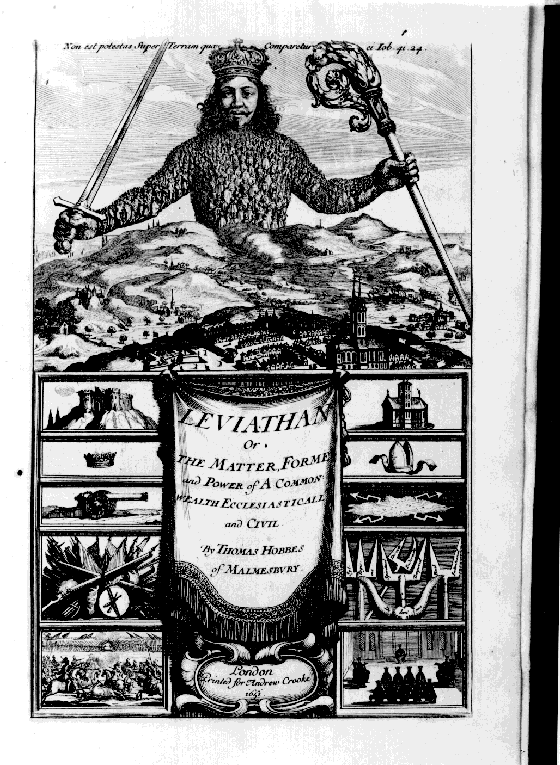 Non est potestas Super Terram quæ Comparetur ei Iob. 41. 24.
LEVIATHAN
Or
THE MATTER, FORME
and POWER of A COMMON-
WEALTH ECCLESIASTICALL
and CIVIL.
By THOMAS HOBBES
of MALMESBURY.
London
Printed for Andrew Crooke
1651